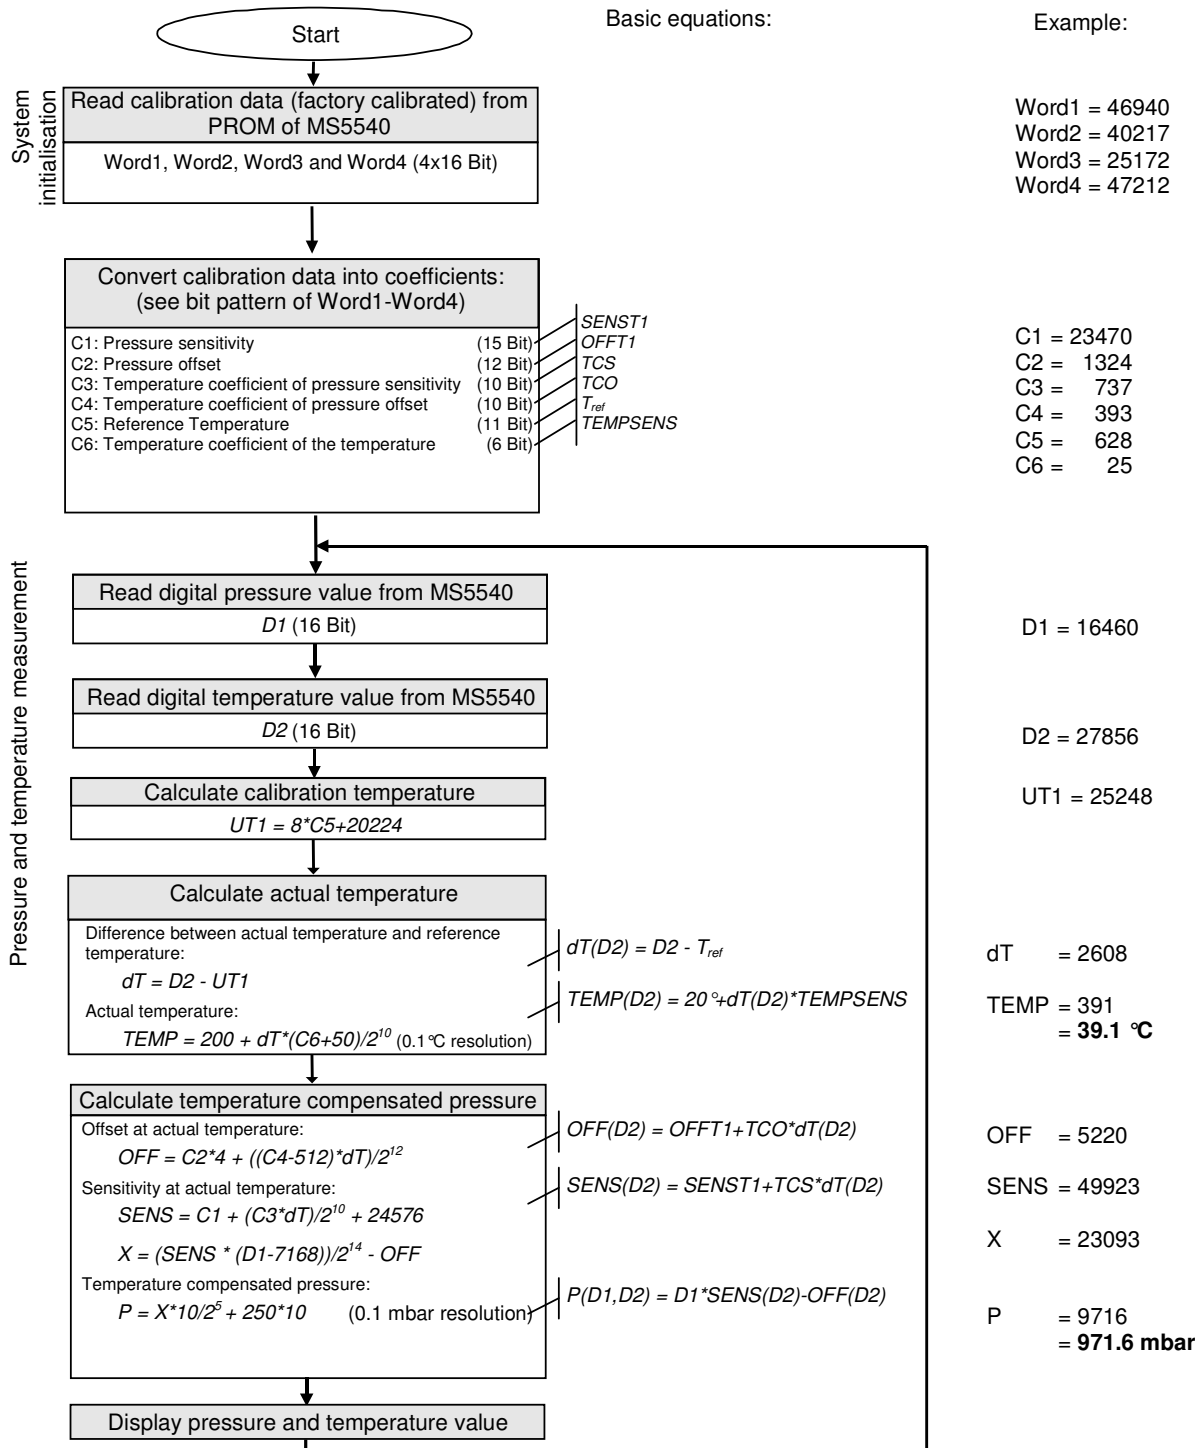 Basic equations:
Example:
Start
System
initialisation
Read calibration data (factory calibrated) from
PROM of MS5540
Word1, Word2, Word3 and Word4 (4x16 Bit)
Word1 = 46940
Word2 = 40217
Word3 = 25172
Word4 = 47212
Convert calibration data into coefficients:
(see bit pattern of Word1-Word4)
C1: Pressure sensitivity (15 Bit) SENST1
C2: Pressure offset (12 Bit) OFFT1
C3: Temperature coefficient of pressure sensitivity (10 Bit) TCS
C4: Temperature coefficient of pressure offset (10 Bit) TCO
C5: Reference Temperature (11 Bit) Tref
C6: Temperature coefficient of the temperature (6 Bit) TEMPSENS
C1 = 23470
C2 = 1324
C3 = 737
C4 = 393
C5 = 628
C6 = 25
Pressure and temperature measurement
Read digital pressure value from MS5540
D1 (16 Bit)
D1 = 16460
Read digital temperature value from MS5540
D2 (16 Bit)
D2 = 27856
Calculate calibration temperature
UT1 = 8*C5+20224
UT1 = 25248
Calculate actual temperature
Difference between actual temperature and reference
temperature:
dT = D2 - UT1
dT(D2) = D2 - Tref
dT = 2608
Actual temperature:
TEMP = 200 + dT*(C6+50)/2¹⁰ (0.1°C resolution)
TEMP(D2) = 20°+dT(D2)*TEMPSENS
TEMP = 391
= 39.1 °C
Calculate temperature compensated pressure
Offset at actual temperature:
OFF = C2*4 + ((C4-512)*dT)/2¹²
OFF(D2) = OFFT1+TCO*dT(D2)
OFF = 5220
Sensitivity at actual temperature:
SENS = C1 + (C3*dT)/2¹⁰ + 24576
SENS(D2) = SENST1+TCS*dT(D2)
SENS = 49923
X = (SENS * (D1-7168))/2¹⁴ - OFF
X = 23093
Temperature compensated pressure:
P = X*10/2⁵ + 250*10 (0.1 mbar resolution)
P(D1,D2) = D1*SENS(D2)-OFF(D2)
P = 9716
= 971.6 mbar
Display pressure and temperature value